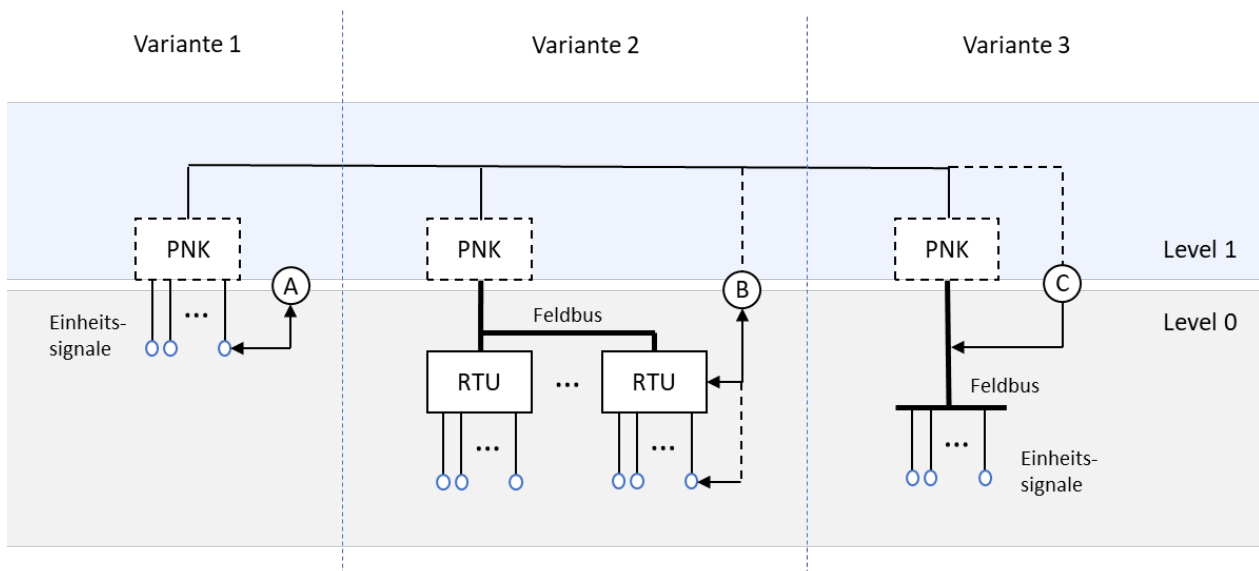 Variante 1
Variante 2
Variante 3
PNK
PNK
PNK
Level 1
A
B
C
Einheits-
signale
...
Feldbus
Level 0
RTU
...
RTU
Feldbus
...
...
...
Einheits-
signale